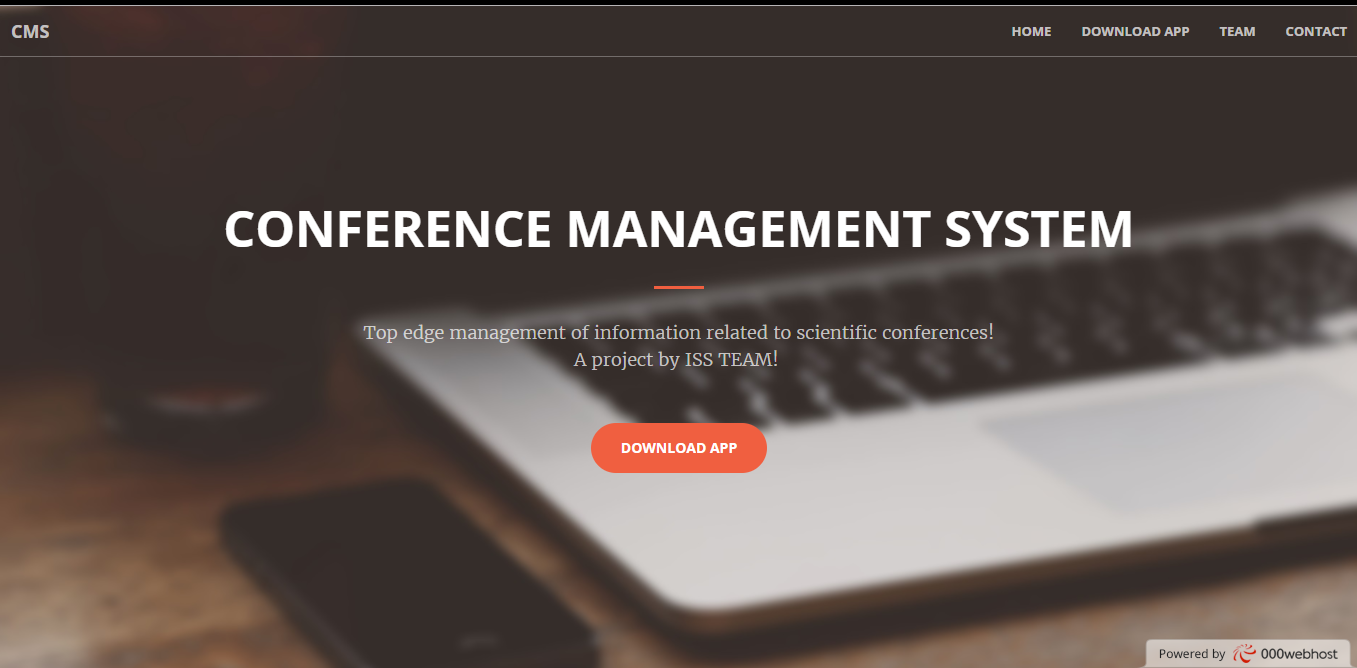 CMS
HOME DOWNLOAD APP TEAM CONTACT
CONFERENCE MANAGEMENT SYSTEM
Top edge management of information related to scientific conferences!
A project by ISS TEAM!
DOWNLOAD APP
Powered by 000webhost